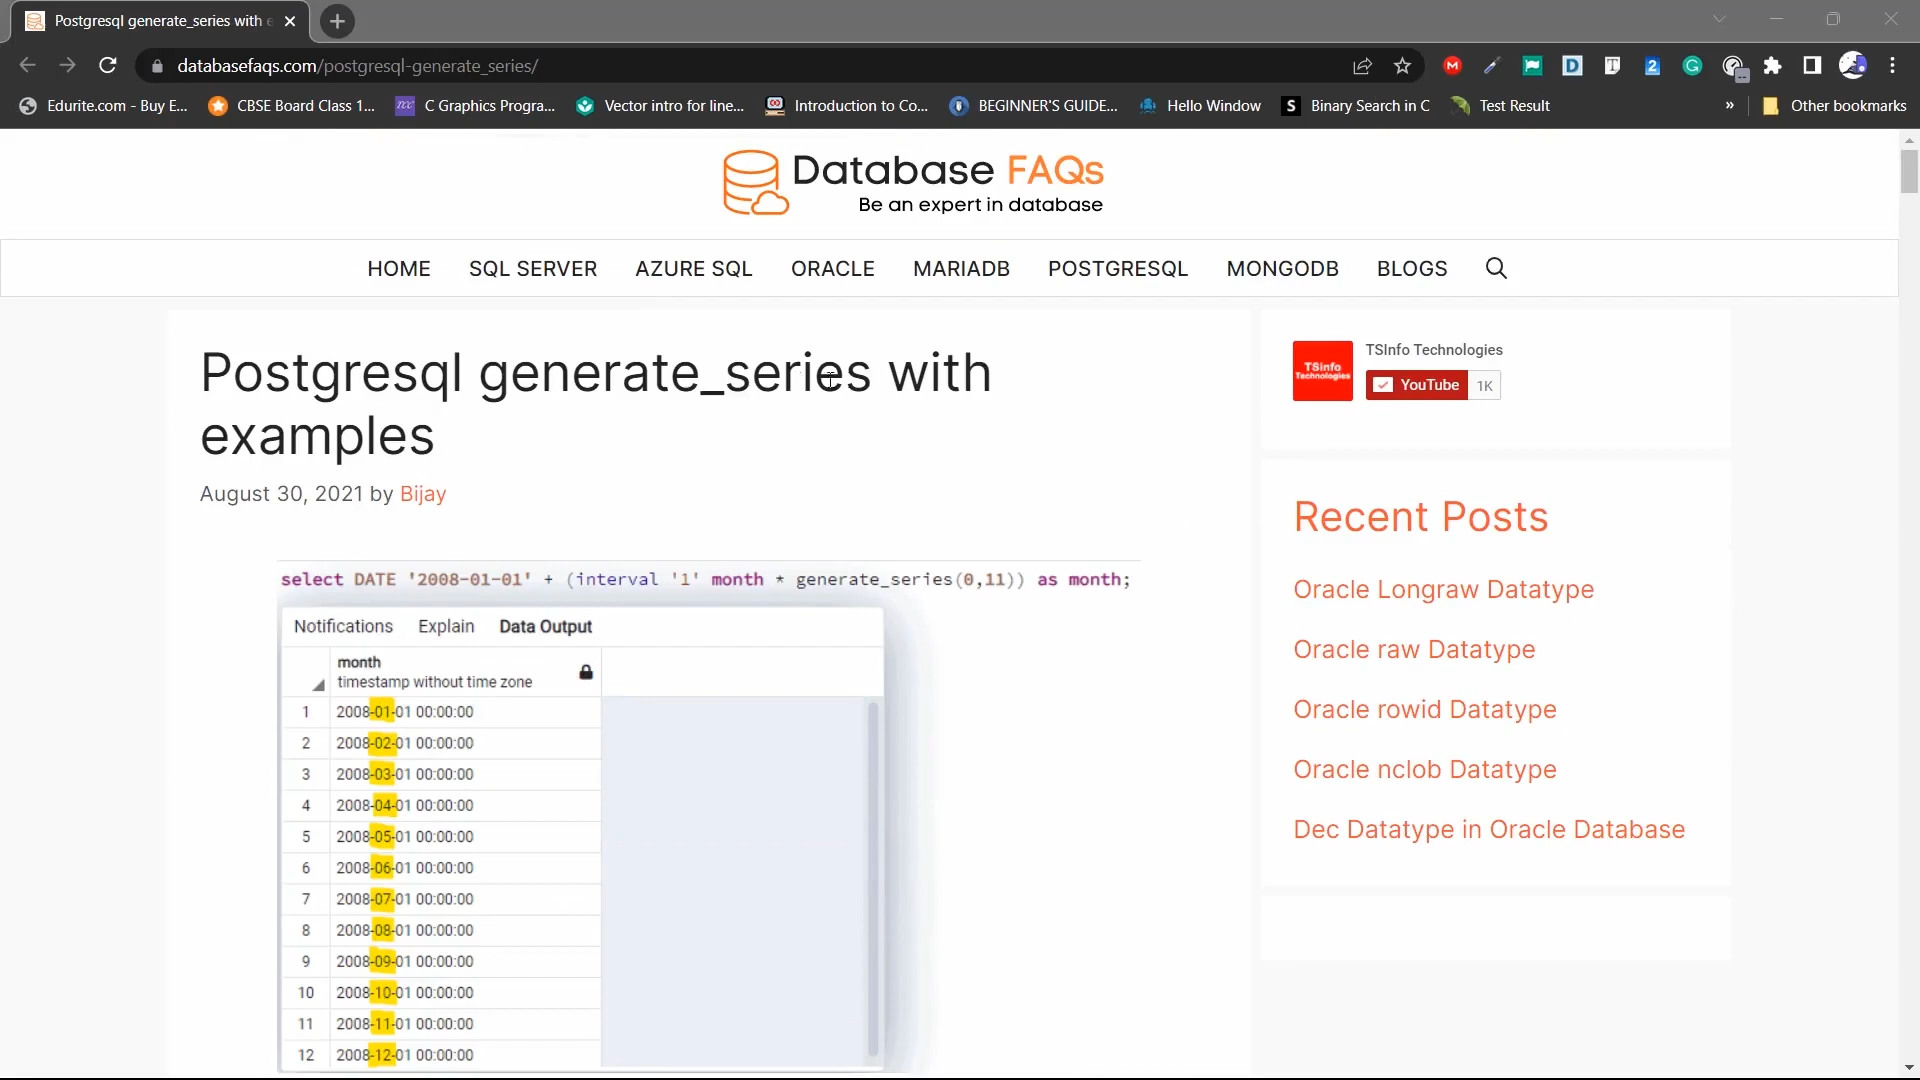 Postgresql generate_series with e
databasefaqs.com/postgresql-generate_series/
Edurite.com - Buy E... CBSE Board Class 1... C Graphics Progra... Vector intro for line... Introduction to Co... BEGINNER'S GUIDE... Hello Window Binary Search in C Test Result » Other bookmarks
Database FAQs
Be an expert in database
HOME SQL SERVER AZURE SQL ORACLE MARIADB POSTGRESQL MONGODB BLOGS
Postgresql generate_series with
examples
August 30, 2021 by Bijay
select DATE '2008-01-01' + (interval '1' month * generate_series(0,11)) as month;
Notifications Explain Data Output
month
timestamp without time zone
1 2008-01-01 00:00:00
2 2008-02-01 00:00:00
3 2008-03-01 00:00:00
4 2008-04-01 00:00:00
5 2008-05-01 00:00:00
6 2008-06-01 00:00:00
7 2008-07-01 00:00:00
8 2008-08-01 00:00:00
9 2008-09-01 00:00:00
10 2008-10-01 00:00:00
11 2008-11-01 00:00:00
12 2008-12-01 00:00:00
TSInfo Technologies
TSInfo
Technologies
YouTube 1K
Recent Posts
Oracle Longraw Datatype
Oracle raw Datatype
Oracle rowid Datatype
Oracle nclob Datatype
Dec Datatype in Oracle Database